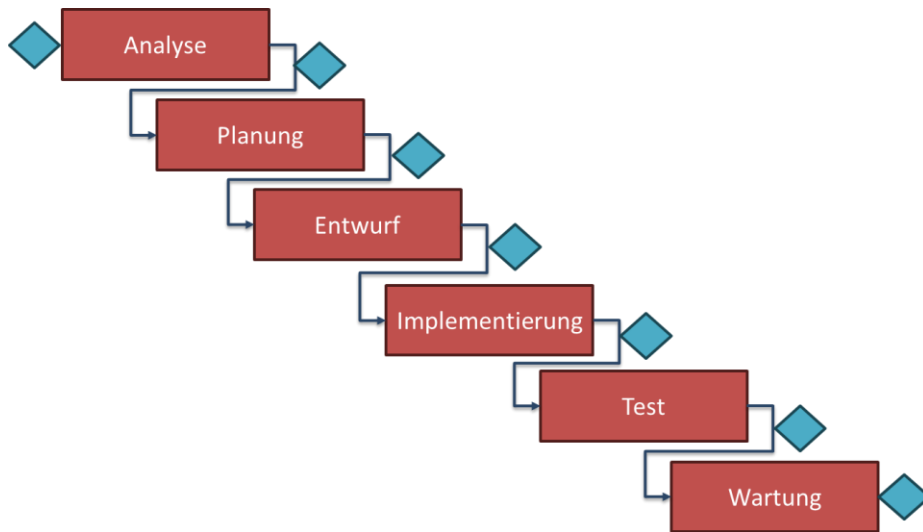 Analyse
Planung
Entwurf
Implementierung
Test
Wartung